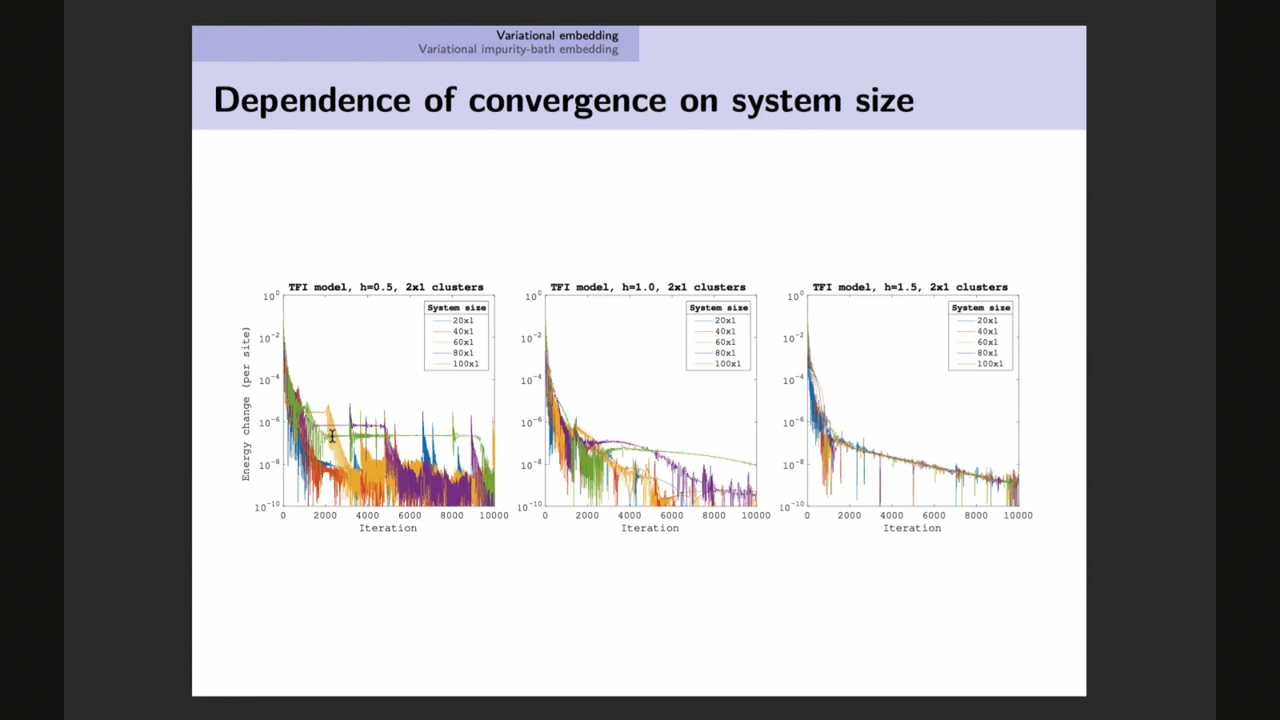 Variational embedding
Variational impurity-bath embedding
Dependence of convergence on system size
TFI model, h=0.5, 2x1 clusters
Energy change (per site)
10^0
10^-2
10^-4
10^-6
10^-8
10^-10
System size
20x1
40x1
60x1
80x1
100x1
0 2000 4000 6000 8000 10000
Iteration
TFI model, h=1.0, 2x1 clusters
10^0
10^-2
10^-4
10^-6
10^-8
10^-10
System size
20x1
40x1
60x1
80x1
100x1
0 2000 4000 6000 8000 10000
Iteration
TFI model, h=1.5, 2x1 clusters
10^0
10^-2
10^-4
10^-6
10^-8
10^-10
System size
20x1
40x1
60x1
80x1
100x1
0 2000 4000 6000 8000 10000
Iteration